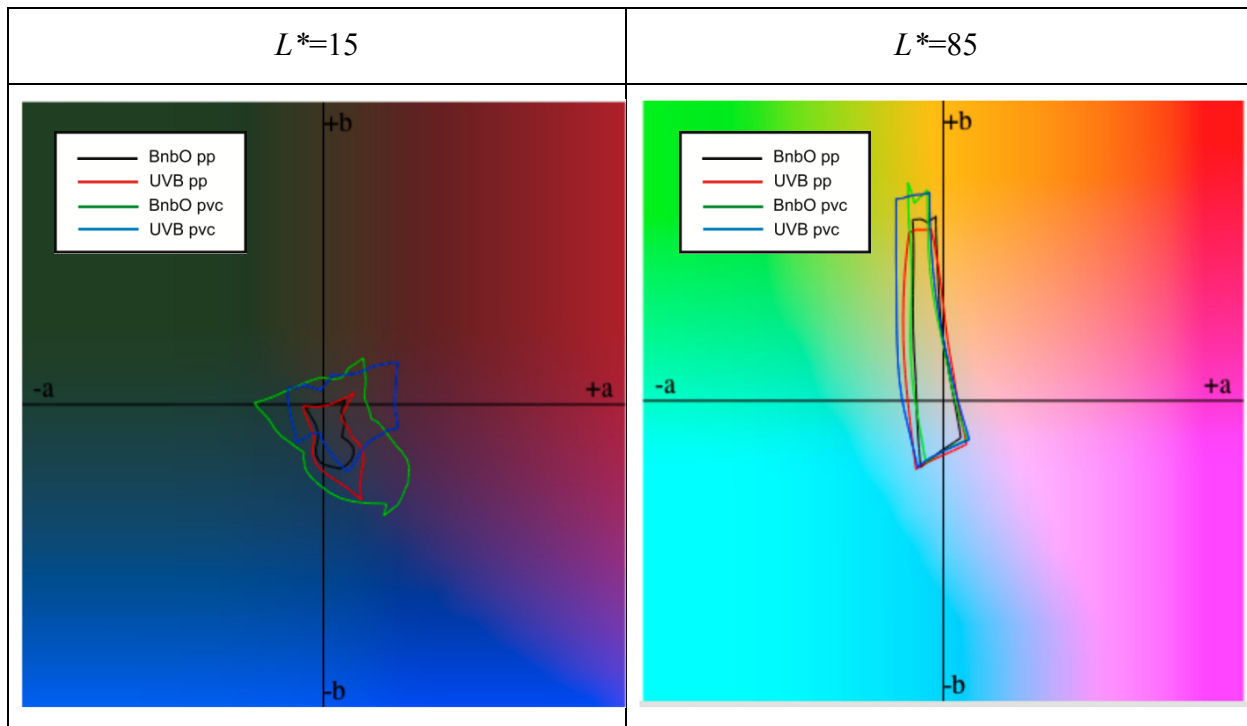 L*=15
L*=85
+b
BnbO pp
UVB pp
BnbO pvc
UVB pvc
-a
+a
-b
+b
BnbO pp
UVB pp
BnbO pvc
UVB pvc
-a
+a
-b